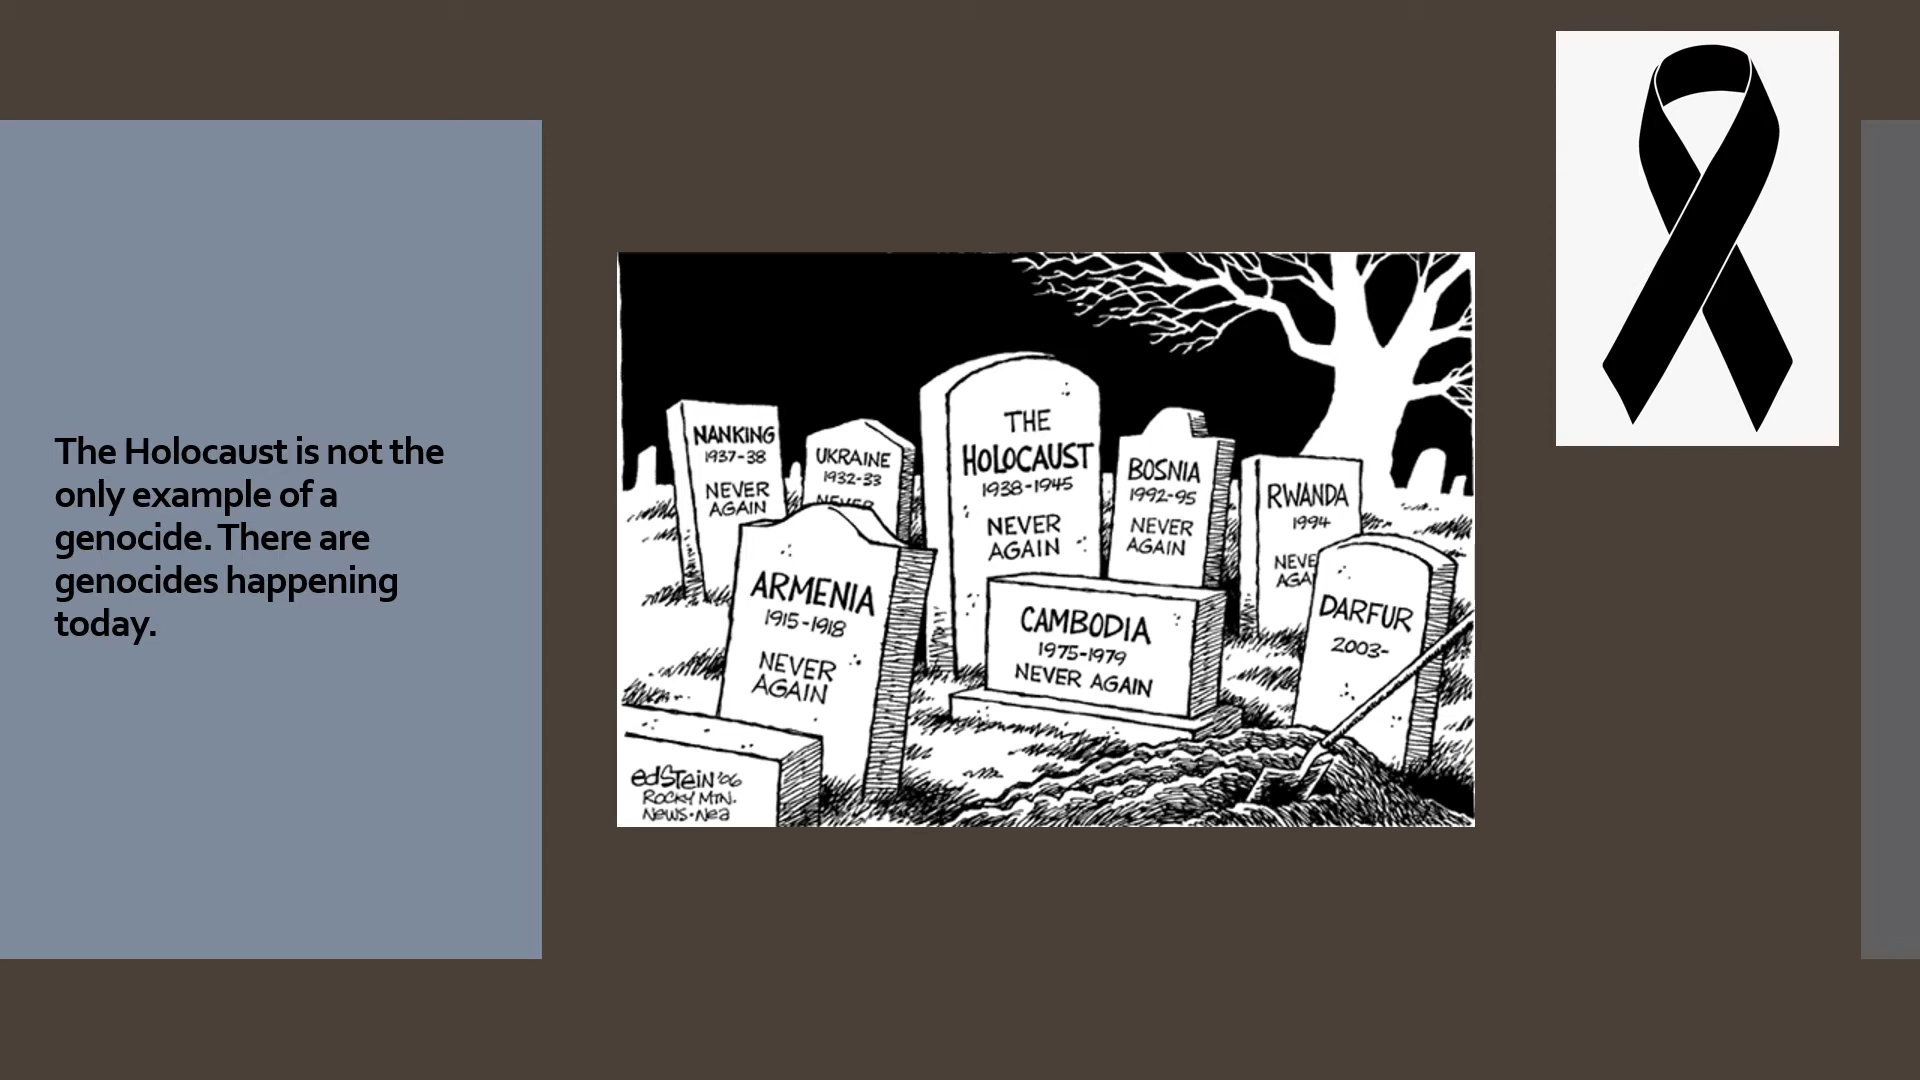 The Holocaust is not the
only example of a
genocide. There are
genocides happening
today.
NANKING
1937-38
NEVER
AGAIN
UKRAINE
1932-33
NEVER
THE
HOLOCAUST
1938-1945
NEVER
AGAIN
BOSNIA
1992-95
NEVER
AGAIN
RWANDA
1994
NEVE
AGA
ARMENIA
1915-1918
NEVER
AGAIN
CAMBODIA
1975-1979
NEVER AGAIN
DARFUR
2003-
edStein '06
ROCKY MTN.
News•Nea